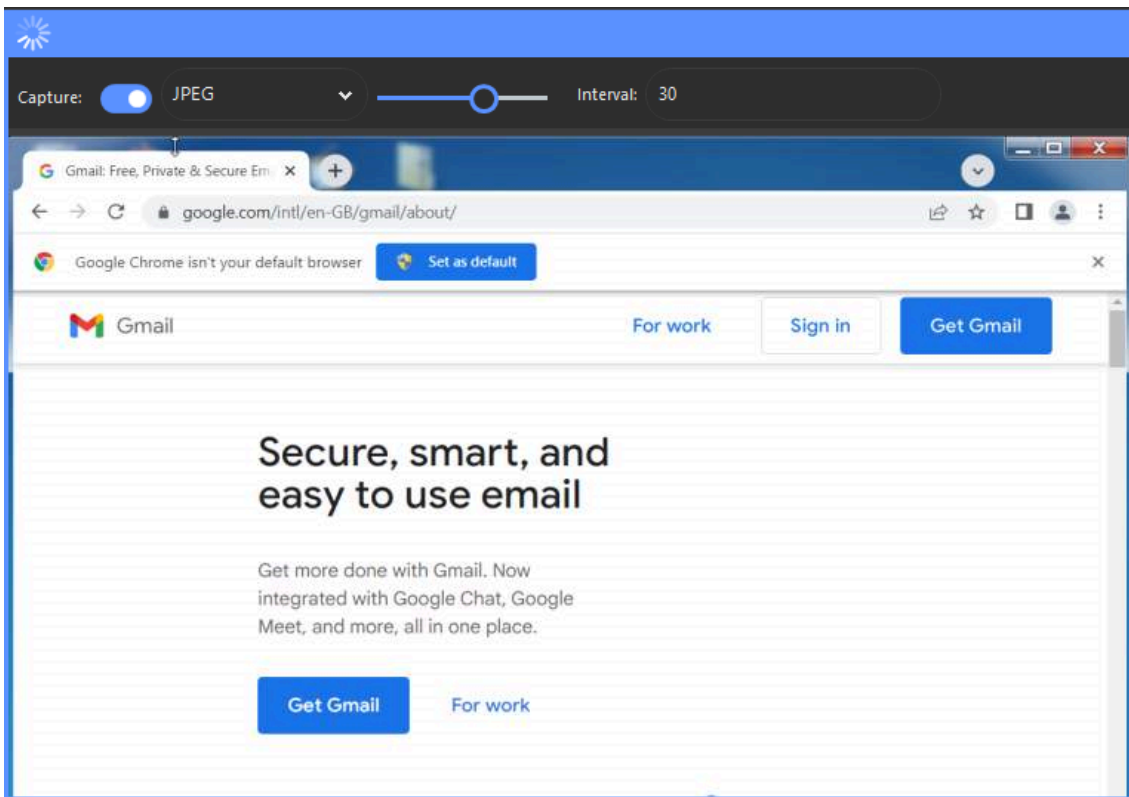 Capture: JPEG Interval: 30
Gmail: Free, Private & Secure Em
google.com/intl/en-GB/gmail/about/
Google Chrome isn't your default browser Set as default
Gmail For work Sign in Get Gmail
Secure, smart, and
easy to use email
Get more done with Gmail. Now
integrated with Google Chat, Google
Meet, and more, all in one place.
Get Gmail For work